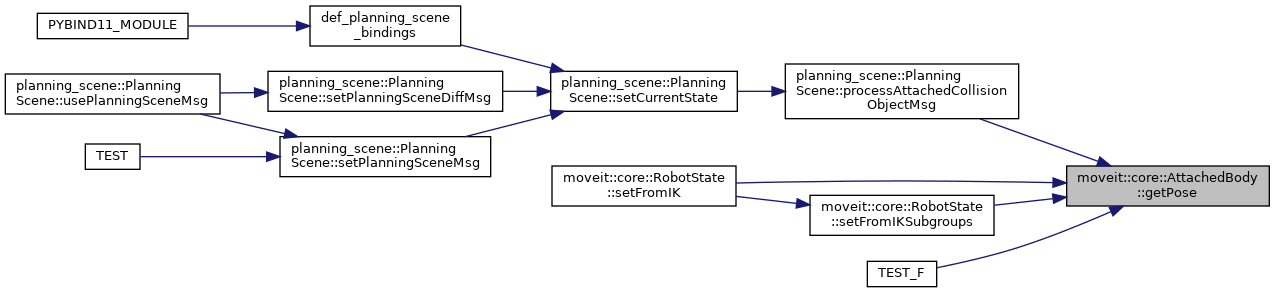 PYBIND11_MODULE
def_planning_scene
_bindings
planning_scene::Planning
Scene::usePlanningSceneMsg
planning_scene::Planning
Scene::setPlanningSceneDiffMsg
planning_scene::Planning
Scene::setCurrentState
planning_scene::Planning
Scene::processAttachedCollision
ObjectMsg
TEST
planning_scene::Planning
Scene::setPlanningSceneMsg
moveit::core::RobotState
::setFromIK
moveit::core::RobotState
::setFromIKSubgroups
moveit::core::AttachedBody
::getPose
TEST_F